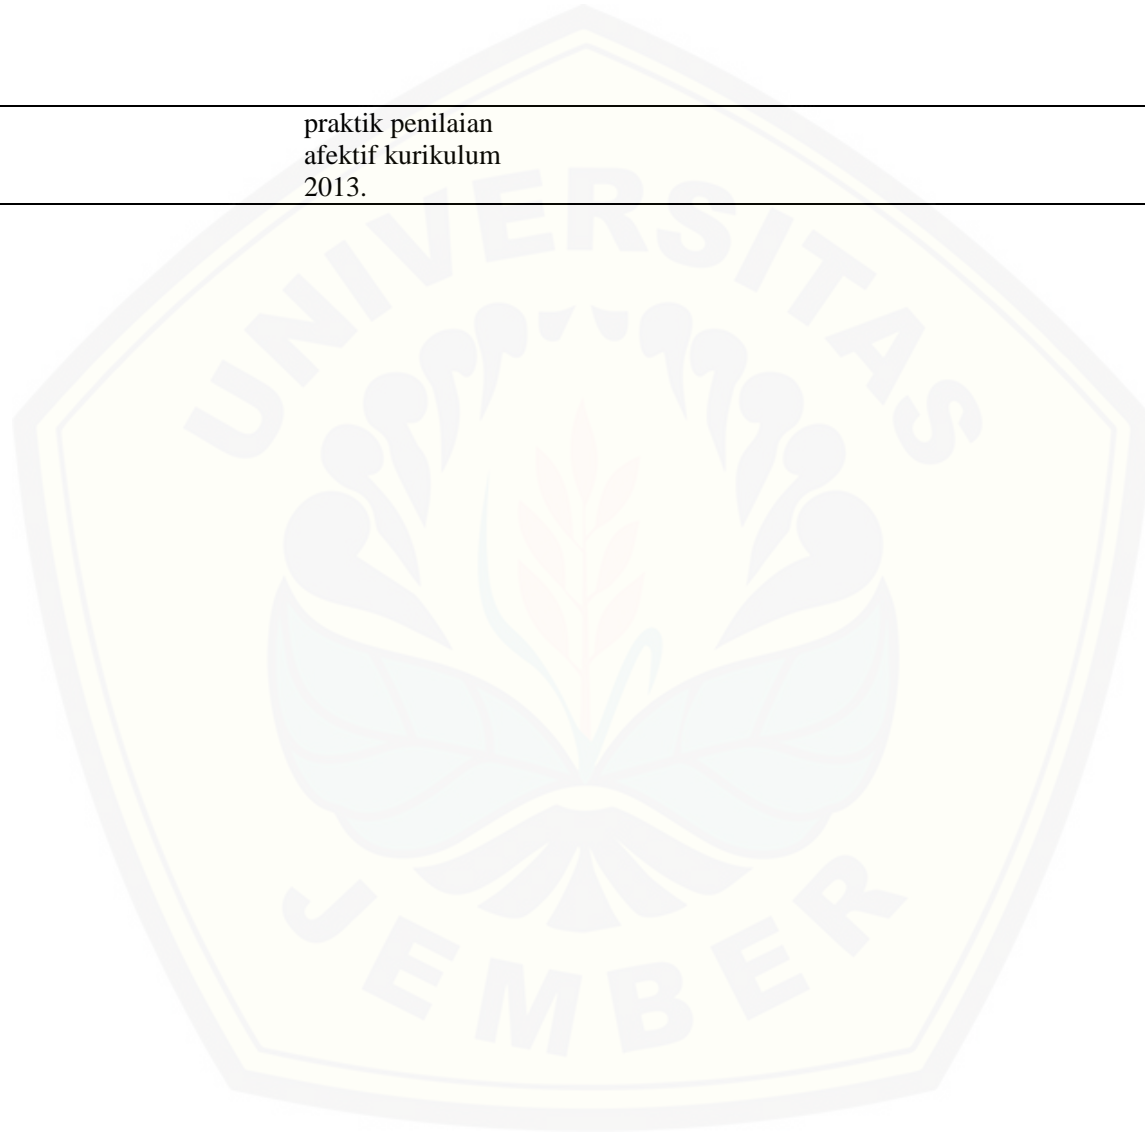 praktik penilaian
afektif kurikulum
2013.
UNIVERSITAS
JEMBER